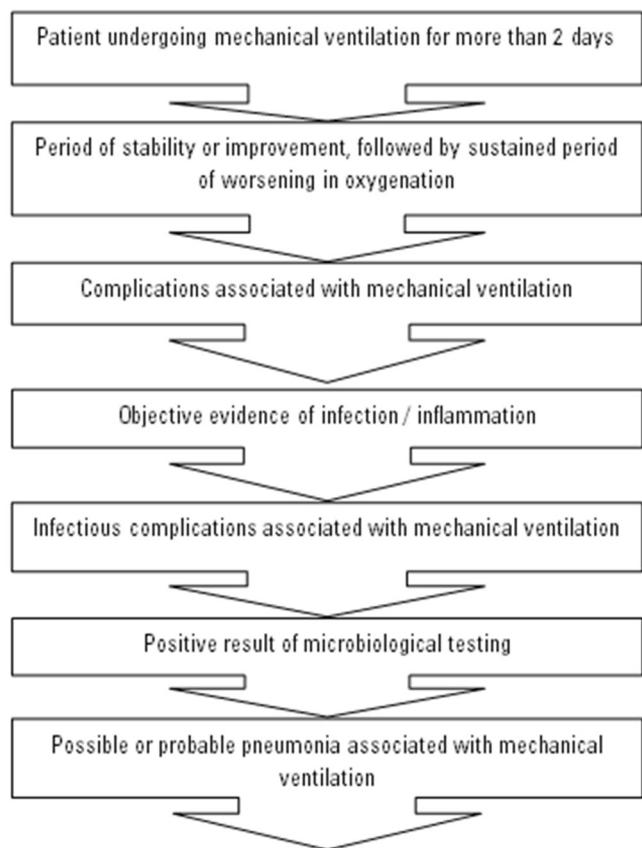 Patient undergoing mechanical ventilation for more than 2 days
Period of stability or improvement, followed by sustained period
of worsening in oxygenation
Complications associated with mechanical ventilation
Objective evidence of infection / inflammation
Infectious complications associated with mechanical ventilation
Positive result of microbiological testing
Possible or probable pneumonia associated with mechanical
ventilation